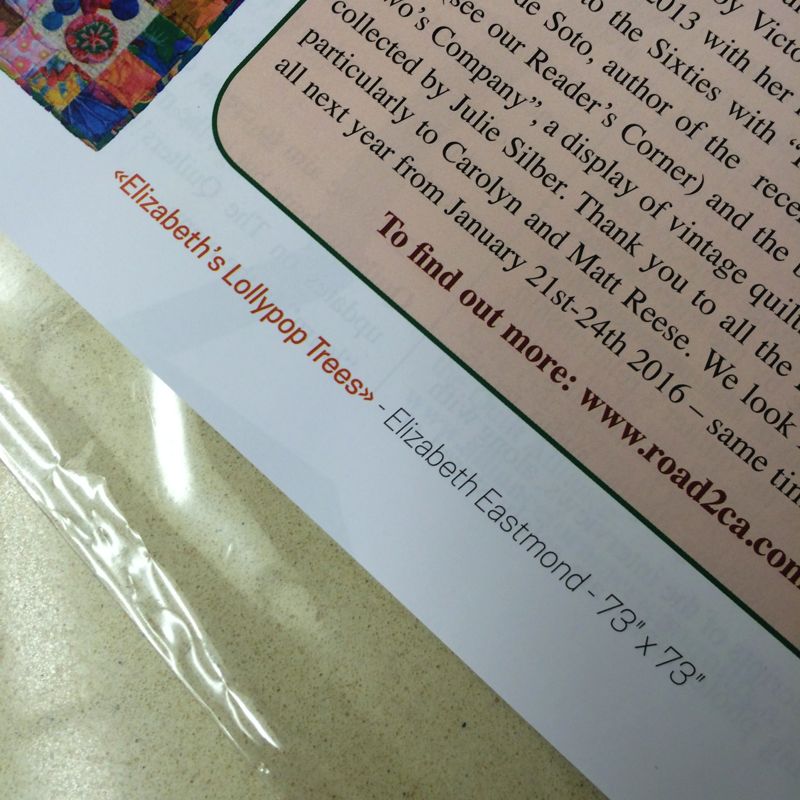 by Victo
2013 with her
to the Sixties with
de Soto, author of the recen
(see our Reader's Corner) and the
wo's Company", a display of vintage quilt
collected by Julie Silber. Thank you to all the
particularly to Carolyn and Matt Reese. We look
all next year from January 21st-24th 2016 – same tim
To find out more: www.road2ca.com
«Elizabeth's Lollypop Trees» - Elizabeth Eastmond - 73" x 73"